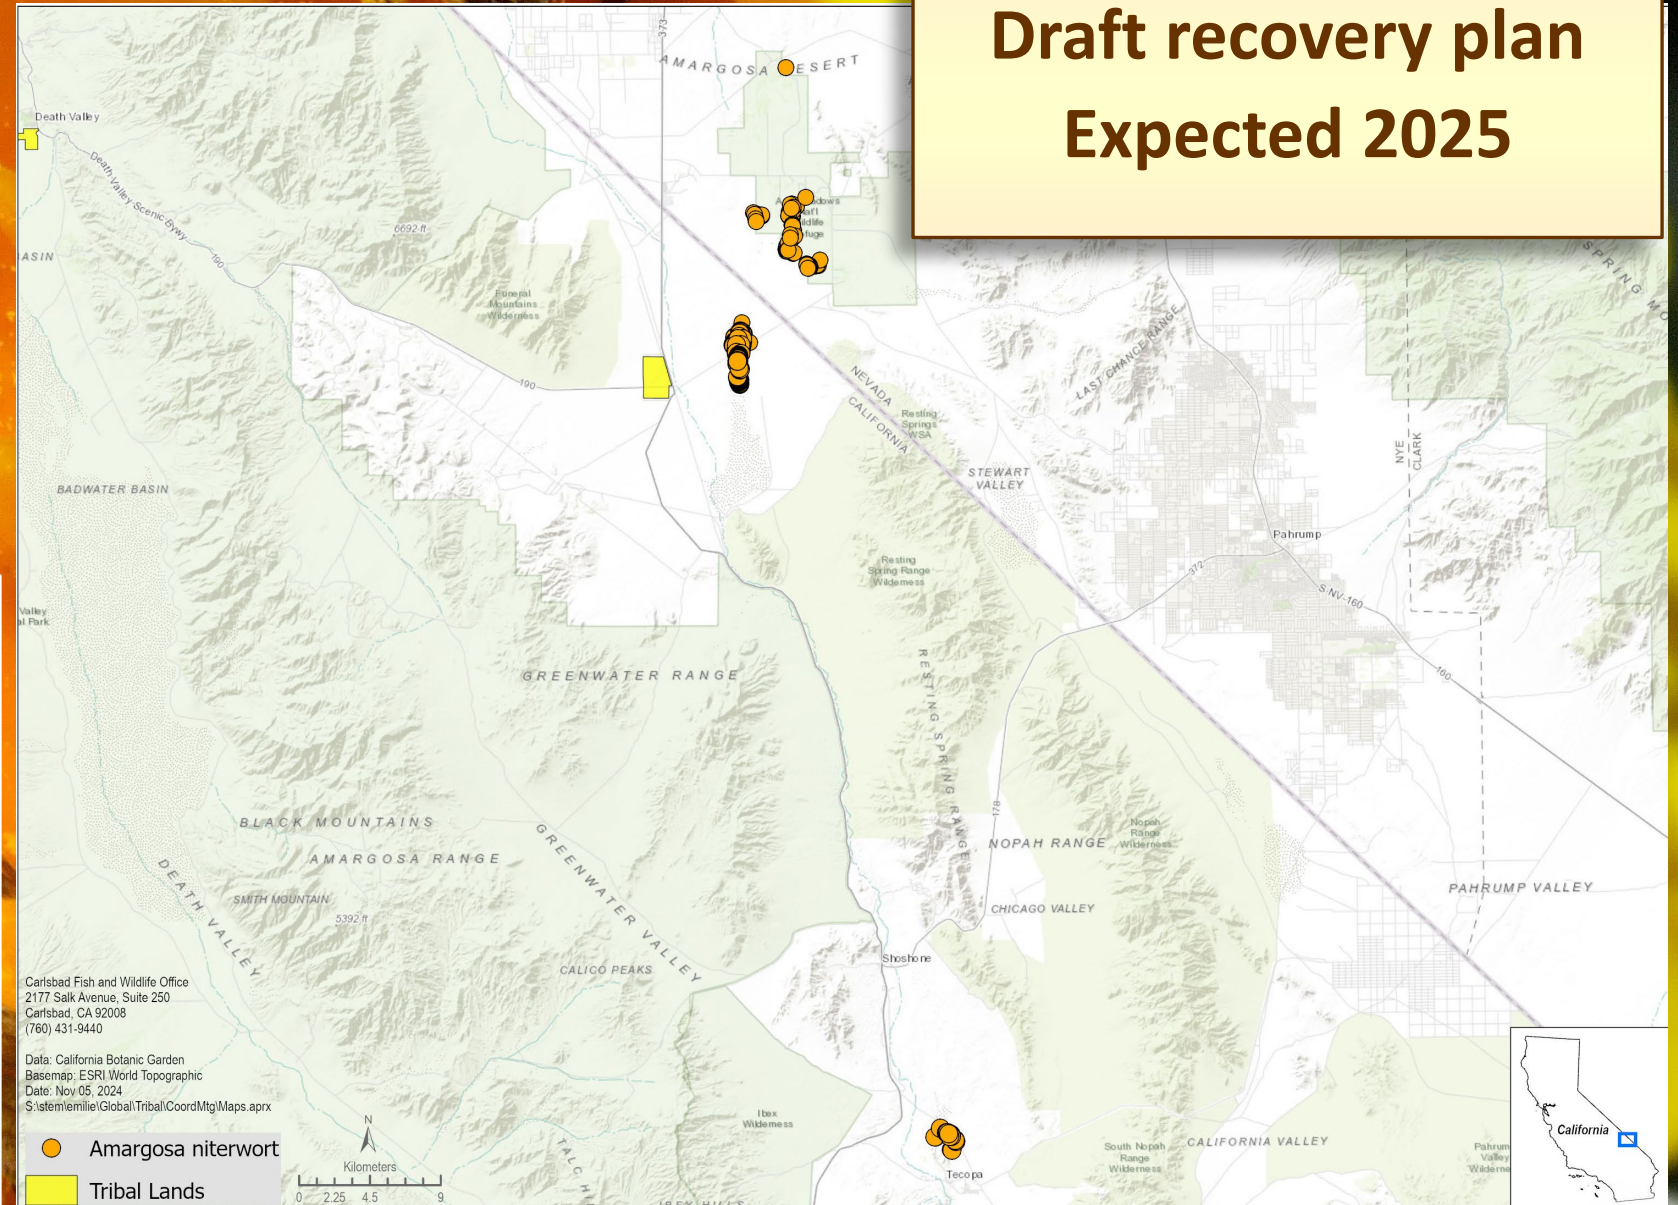 Draft recovery plan
Expected 2025
373
AMARGOSA DESERT
Death Valley
Death Valley Scenic Bywy
190
6692 ft
BASIN
Funeral
Mountains
Wilderness
190
SPRING
LAST CHANCE RANGE
NEVADA
CALIFORNIA
Resting
Springs
WSA
STEWART
VALLEY
NYE
CLARK
BADWATER BASIN
Pahrump
372
S NV-160
Resting
Spring Range
Wilderness
Valley
GREENWATER RANGE
RESTING SPRING RANGE
160
178
BLACK MOUNTAINS
AMARGOSA RANGE
GREENWATER VALLEY
NOPAH RANGE
Nopah
Range
Wilderness
DEATH VALLEY
SMITH MOUNTAIN
5392 ft
CHICAGO VALLEY
PAHRUMP VALLEY
CALICO PEAKS
Shoshone
Carlsbad Fish and Wildlife Office
2177 Salk Avenue, Suite 250
Carlsbad, CA 92008
(760) 431-9440
Data: California Botanic Garden
Basemap: ESRI World Topographic
Date: Nov 05, 2024
S:\stem\emilie\Global\Tribal\CoordMtg\Maps.aprx
Amargosa niterwort
Tribal Lands
N
Kilometers
0 2.25 4.5 9
Ibex
Wilderness
Tecopa
South Nopah
Range
Wilderness
CALIFORNIA VALLEY
Pahrum
Valley
Wilderne
California